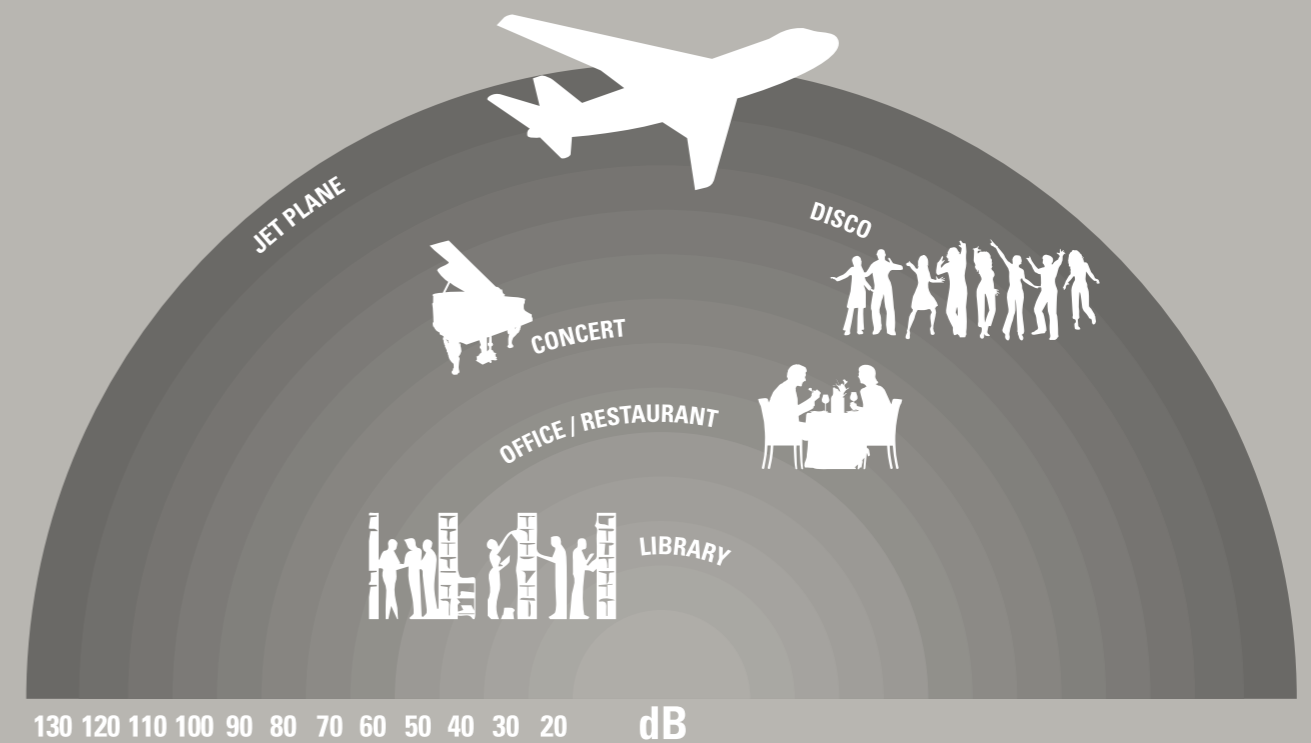 JET PLANE
DISCO
CONCERT
OFFICE / RESTAURANT
LIBRARY
130 120 110 100 90 80 70 60 50 40 30 20 dB